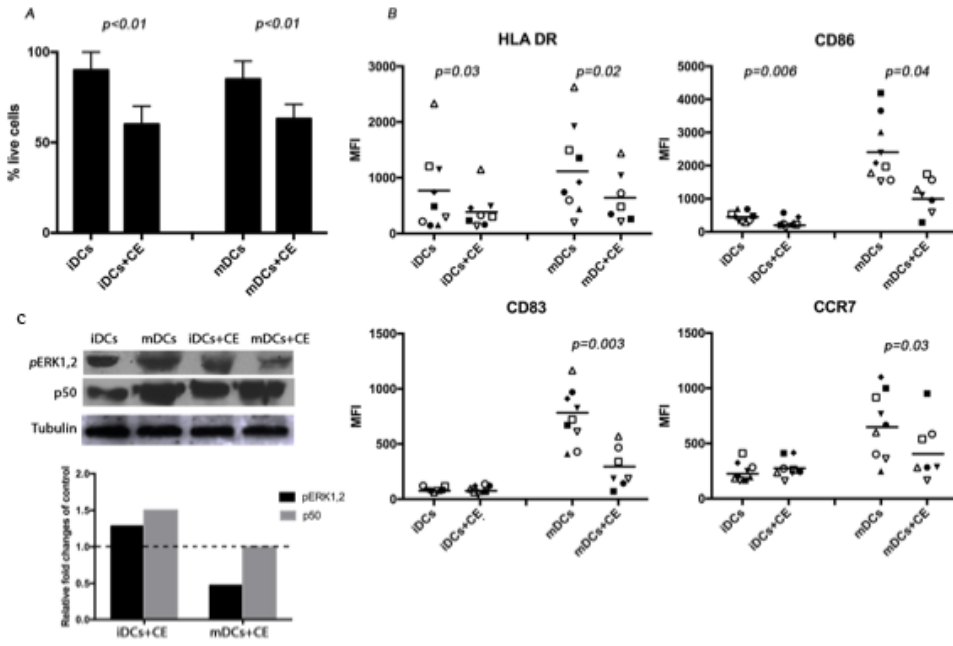 A
p<0.01
p<0.01
% live cells
100
50
0
iDCs
iDCs+CE
mDCs
mDCs+CE
B
HLA DR
MFI
3000
2000
1000
0
p=0.03
p=0.02
iDCs
iDCs+CE
mDCs
mDC+CE
CD86
MFI
5000
4000
3000
2000
1000
0
p=0.006
p=0.04
iDCs
iDCs+CE
mDCs
mDCs+CE
CD83
MFI
1500
1000
500
0
p=0.003
iDCs
iDCs+CE
mDCs
mDCs+CE
CCR7
MFI
1500
1000
500
0
p=0.03
iDCs
iDCs+CE
mDCs
mDCs+CE
C
iDCs mDCs iDCs+CE mDCs+CE
pERK1,2
p50
Tubulin
Relative fold changes of control
2.0
1.5
1.0
0.5
0.0
pERK1,2
p50
iDCs+CE
mDCs+CE